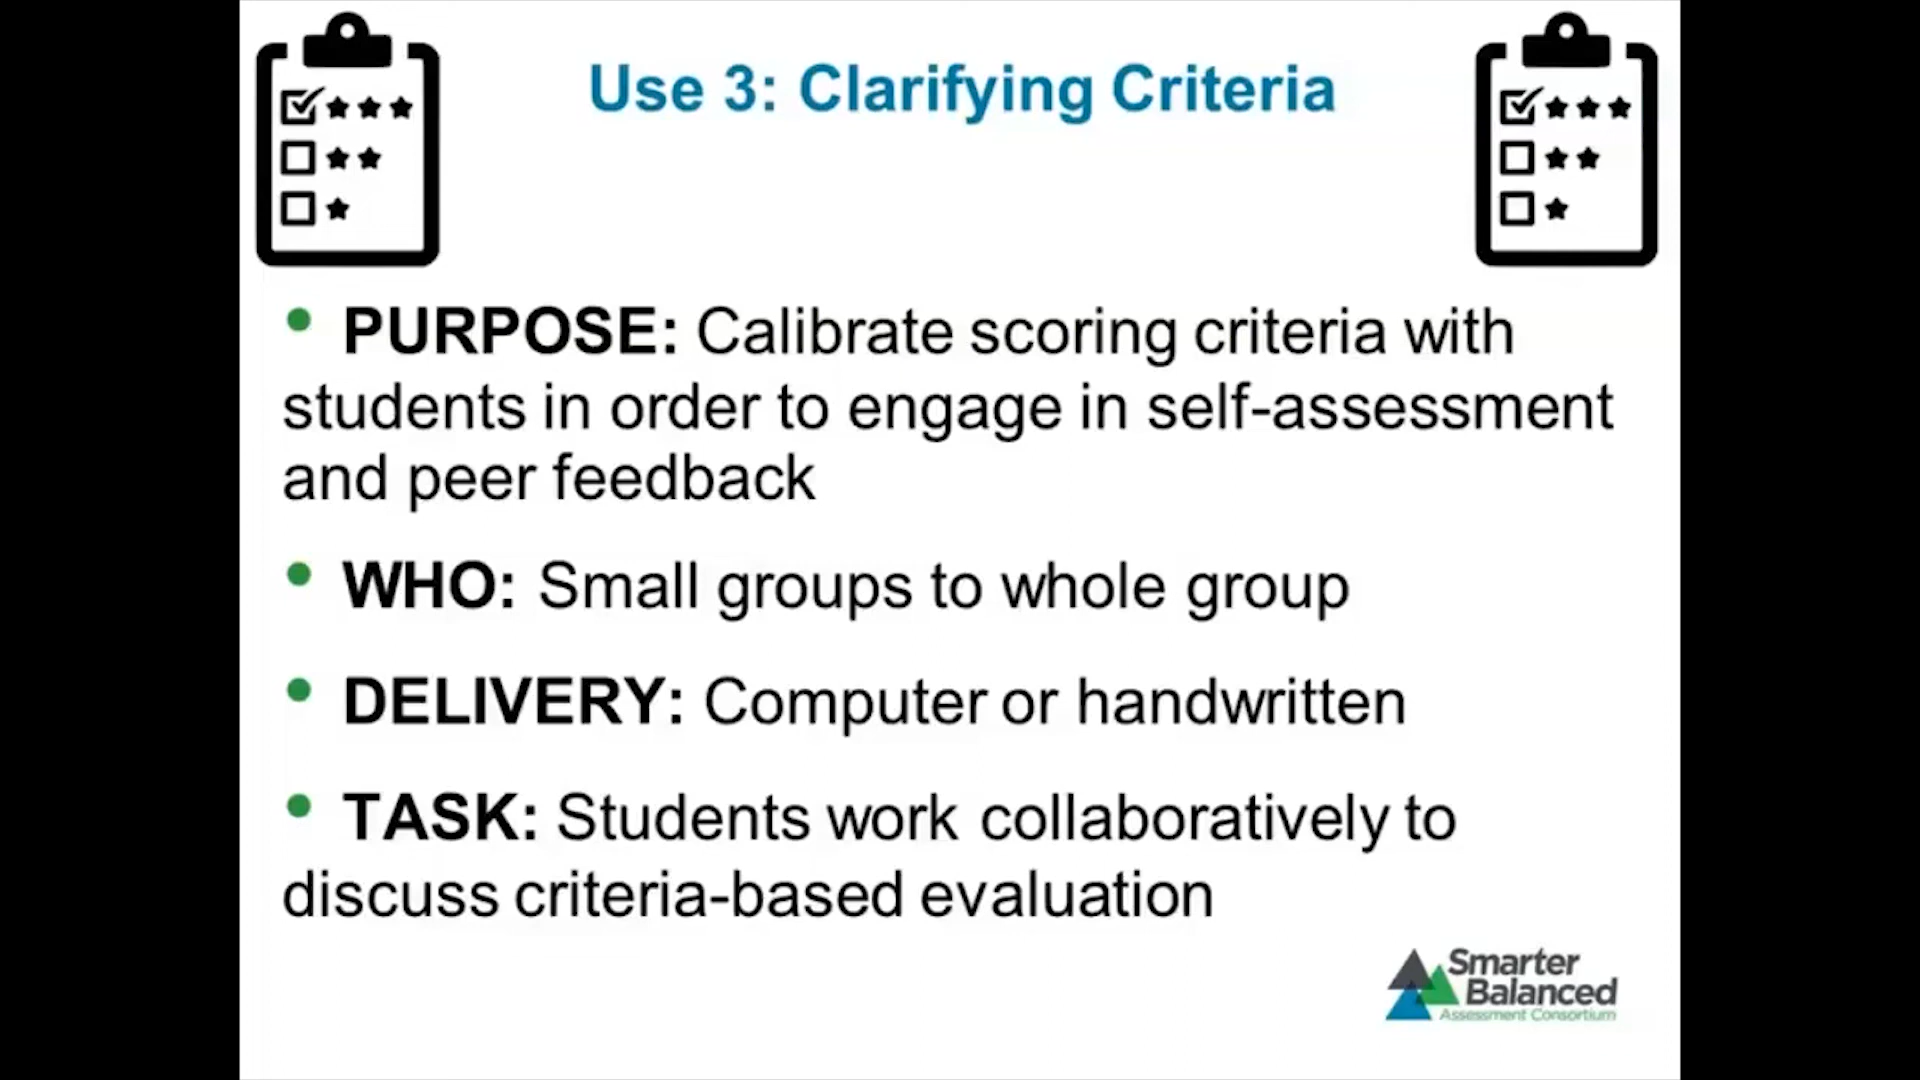 Use 3: Clarifying Criteria
• PURPOSE: Calibrate scoring criteria with
students in order to engage in self-assessment
and peer feedback
• WHO: Small groups to whole group
• DELIVERY: Computer or handwritten
• TASK: Students work collaboratively to
discuss criteria-based evaluation
Smarter
Balanced
Assessment Consortium